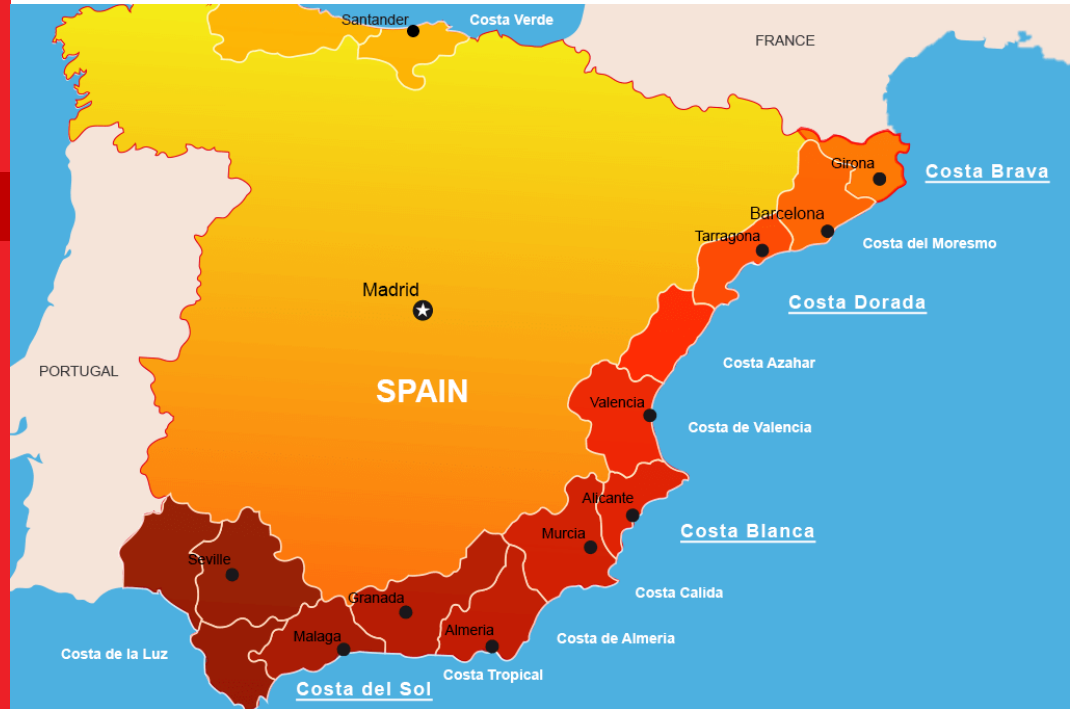 Santander
Costa Verde
FRANCE
Girona
Costa Brava
Barcelona
Tarragona
Costa del Moresmo
Madrid
Costa Dorada
PORTUGAL
Costa Azahar
SPAIN
Valencia
Costa de Valencia
Alicante
Murcia
Costa Blanca
Seville
Costa Calida
Granada
Almeria
Malaga
Costa de Almeria
Costa de la Luz
Costa Tropical
Costa del Sol